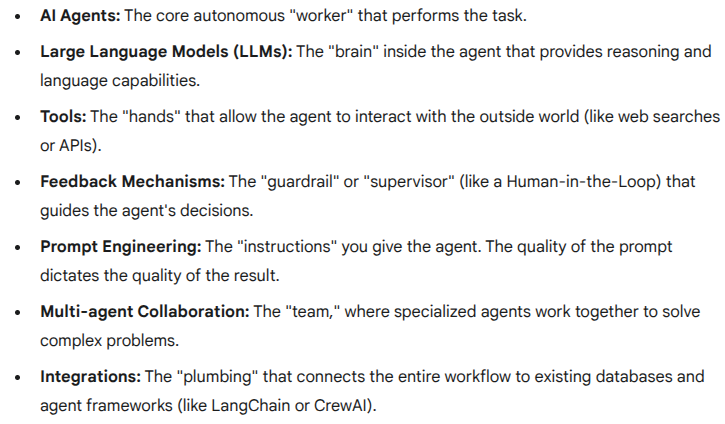 • AI Agents: The core autonomous "worker" that performs the task.
• Large Language Models (LLMs): The "brain" inside the agent that provides reasoning and
language capabilities.
• Tools: The "hands" that allow the agent to interact with the outside world (like web searches
or APIs).
• Feedback Mechanisms: The "guardrail" or "supervisor" (like a Human-in-the-Loop) that
guides the agent's decisions.
• Prompt Engineering: The "instructions" you give the agent. The quality of the prompt
dictates the quality of the result.
• Multi-agent Collaboration: The "team," where specialized agents work together to solve
complex problems.
• Integrations: The "plumbing" that connects the entire workflow to existing databases and
agent frameworks (like LangChain or CrewAI).